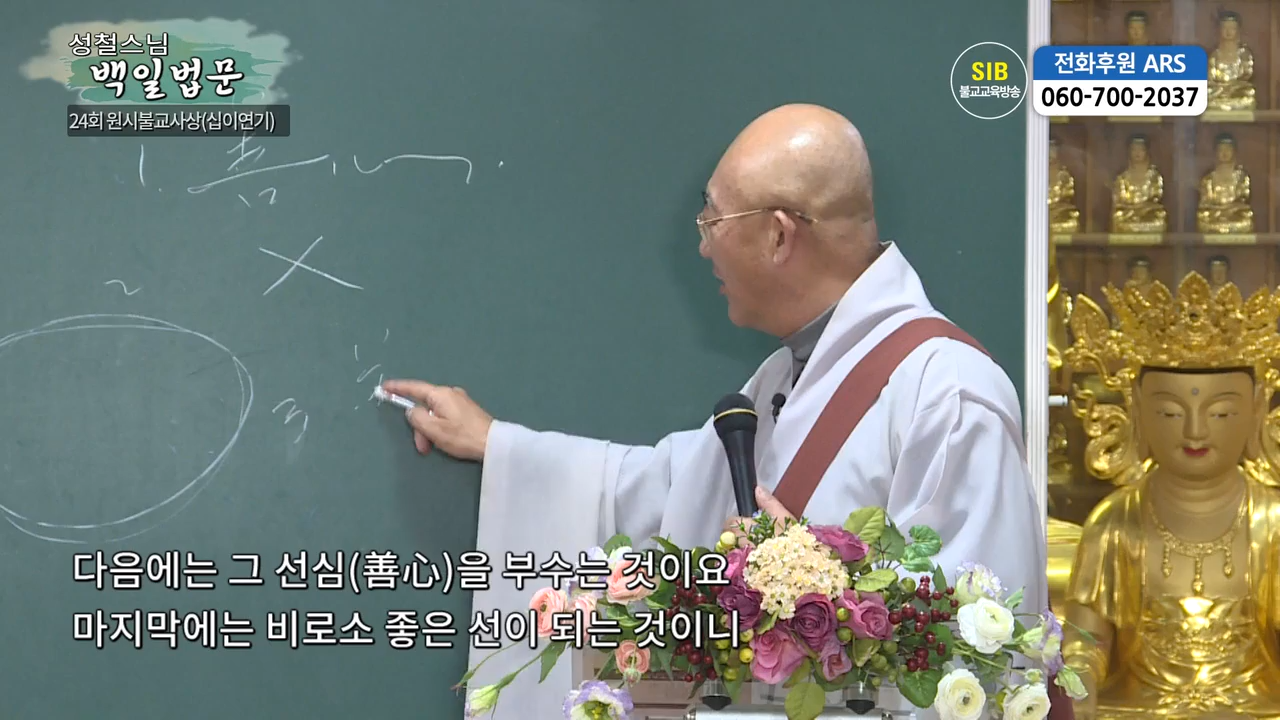 성철스님
백일법문
24회 원시불교사상(십이연기)
SIB
불교교육방송
전화후원 ARS
060-700-2037
1. 善心
2
3
다음에는 그 선심(善心)을 부수는 것이요
마지막에는 비로소 좋은 선이 되는 것이니